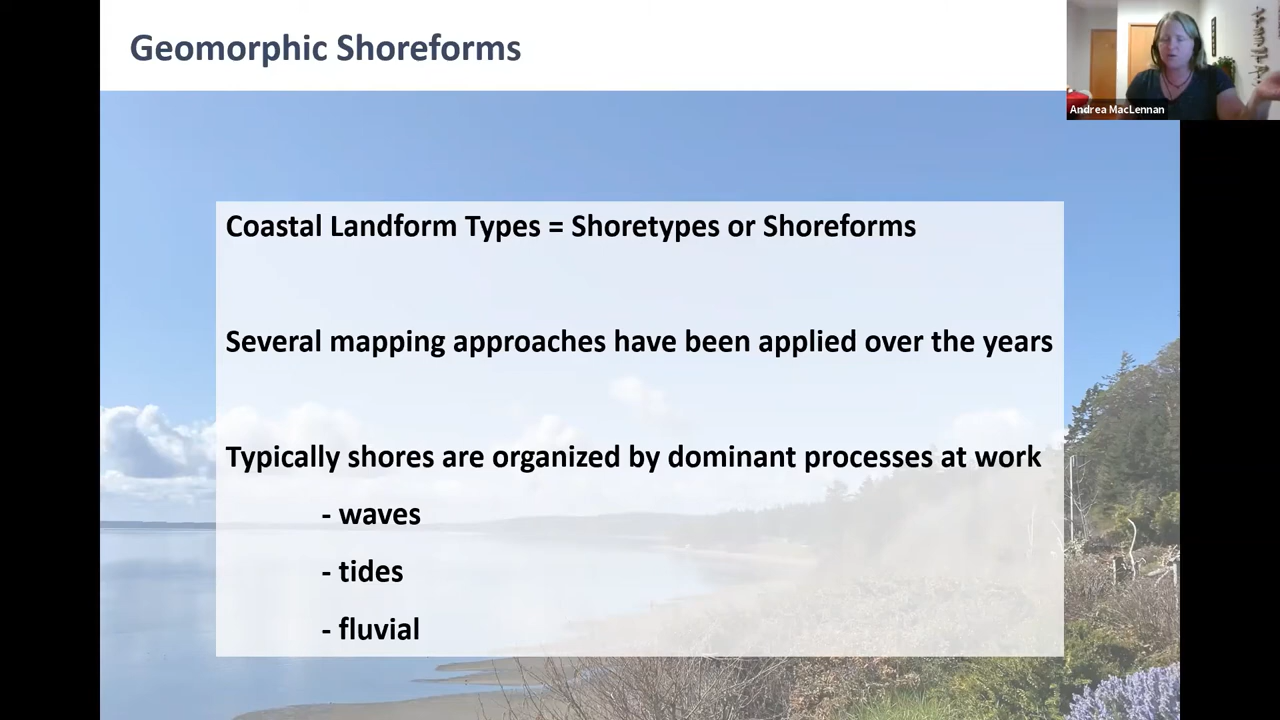 Geomorphic Shoreforms
Andrea MacLennan
Coastal Landform Types = Shoretypes or Shoreforms
Several mapping approaches have been applied over the years
Typically shores are organized by dominant processes at work
- waves
- tides
- fluvial